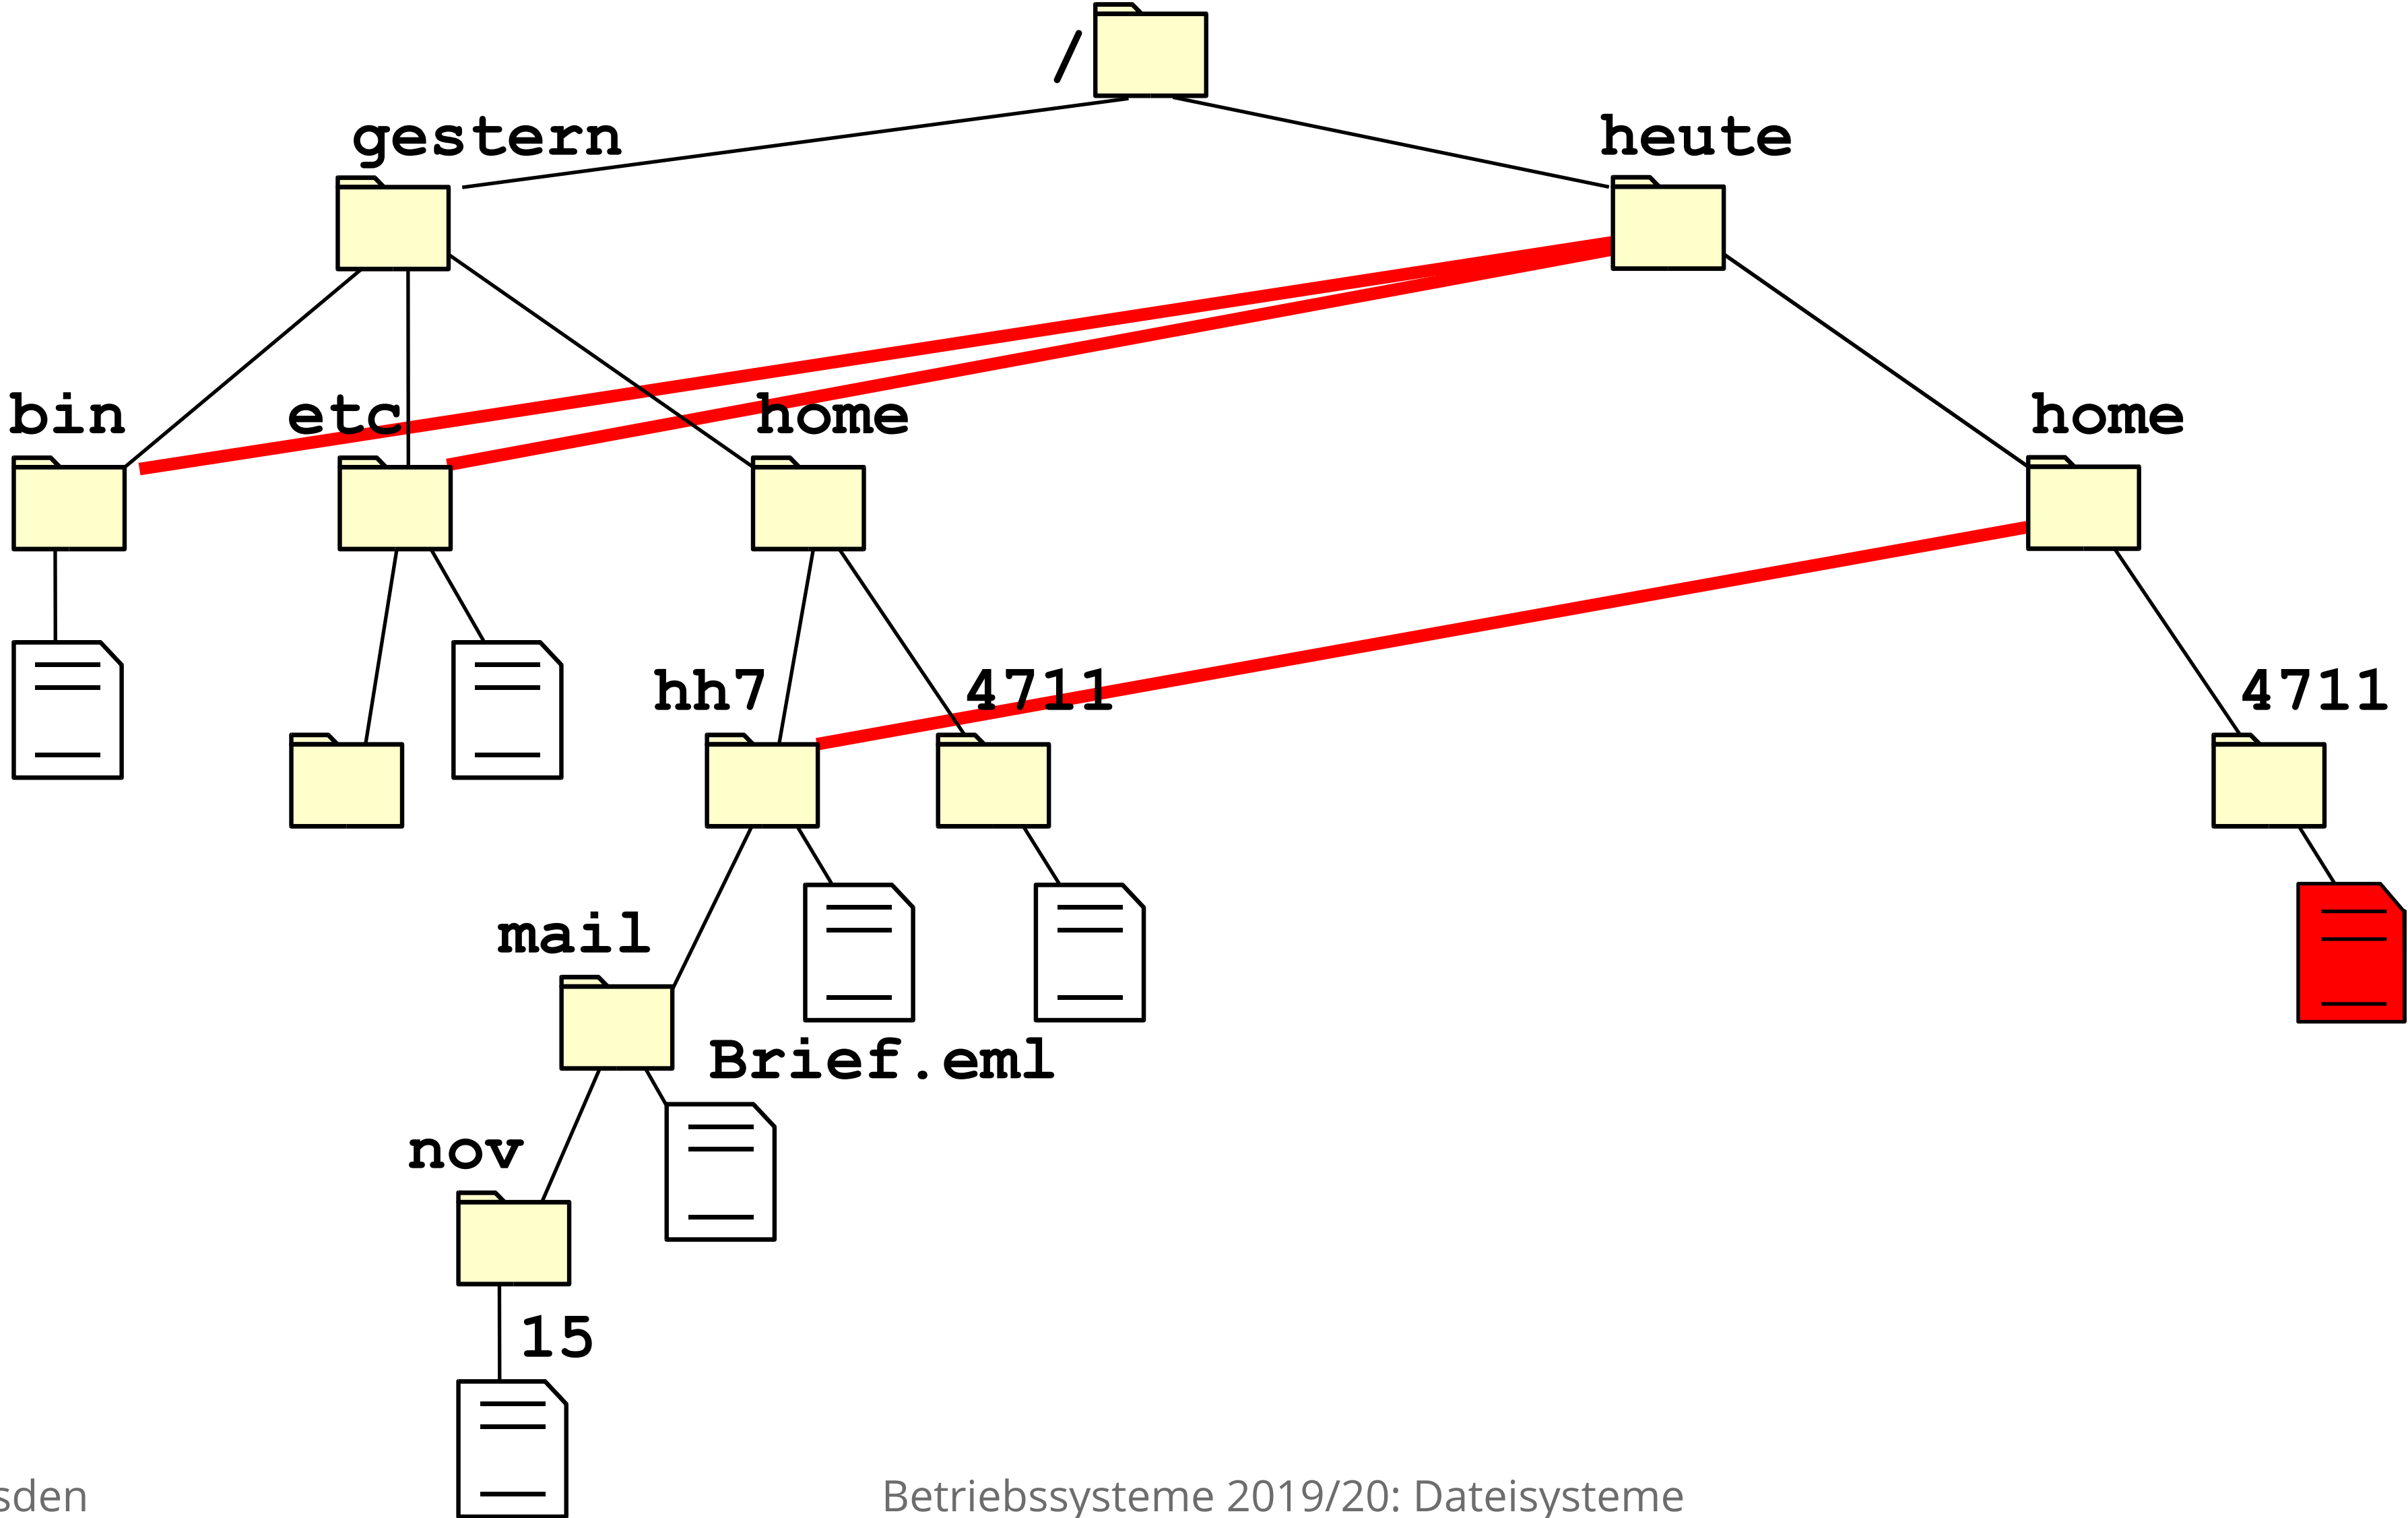 /
gestern heute
bin etc home home
hh7 4711 4711
mail
Brief.eml
nov
15
sden Betriebssysteme 2019/20: Dateisysteme